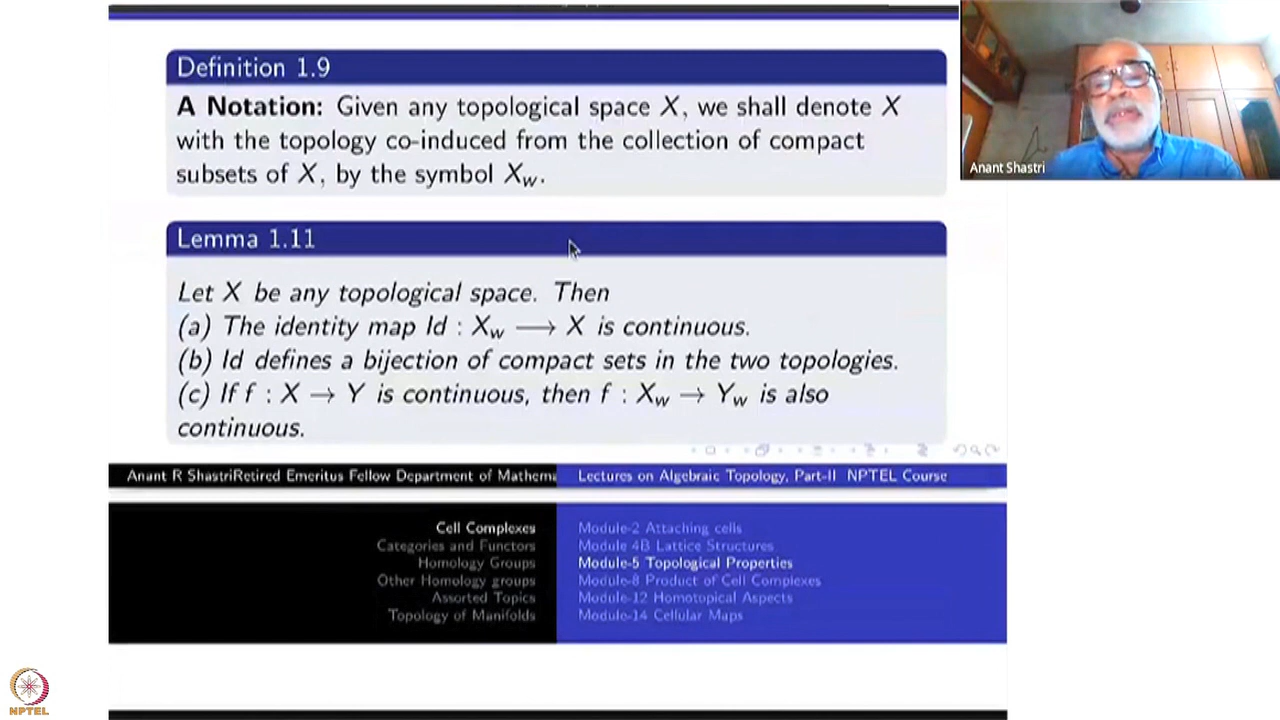 Definition 1.9
A Notation: Given any topological space X, we shall denote X
with the topology co-induced from the collection of compact
subsets of X, by the symbol X_w.
Lemma 1.11
Let X be any topological space. Then
(a) The identity map Id : X_w ⟶ X is continuous.
(b) Id defines a bijection of compact sets in the two topologies.
(c) If f : X → Y is continuous, then f : X_w → Y_w is also
continuous.
Anant R ShastriRetired Emeritus Fellow Department of Mathema
Lectures on Algebraic Topology, Part-II NPTEL Course
Cell Complexes
Categories and Functors
Homology Groups
Other Homology groups
Assorted Topics
Topology of Manifolds
Module-2 Attaching cells
Module 4B Lattice Structures
Module-5 Topological Properties
Module-8 Product of Cell Complexes
Module-12 Homotopical Aspects
Module-14 Cellular Maps
Anant Shastri
NPTEL